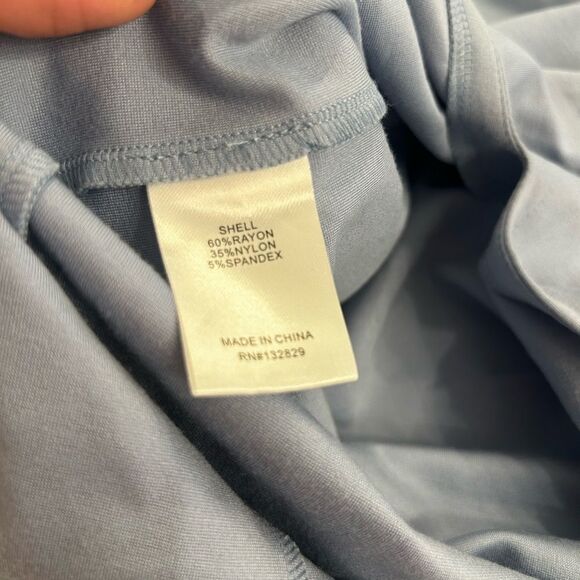 SHELL
60%RAYON
35%NYLON
5%SPANDEX
MADE IN CHINA
RN#132829